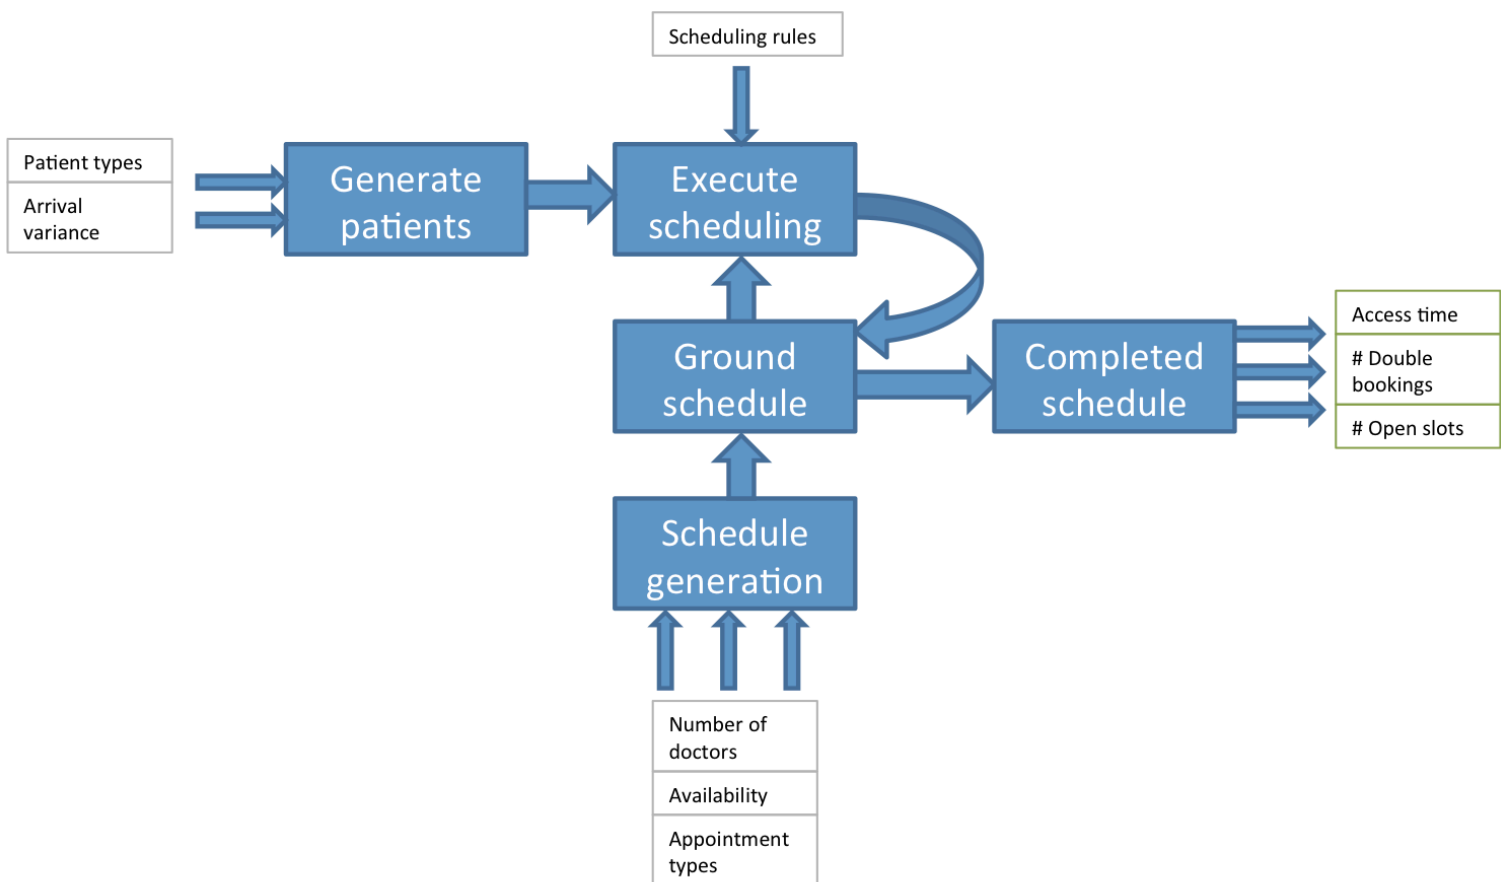 Scheduling rules
Patient types
Arrival
variance
Generate
patients
Execute
scheduling
Ground
schedule
Completed
schedule
Access time
# Double
bookings
# Open slots
Schedule
generation
Number of
doctors
Availability
Appointment
types